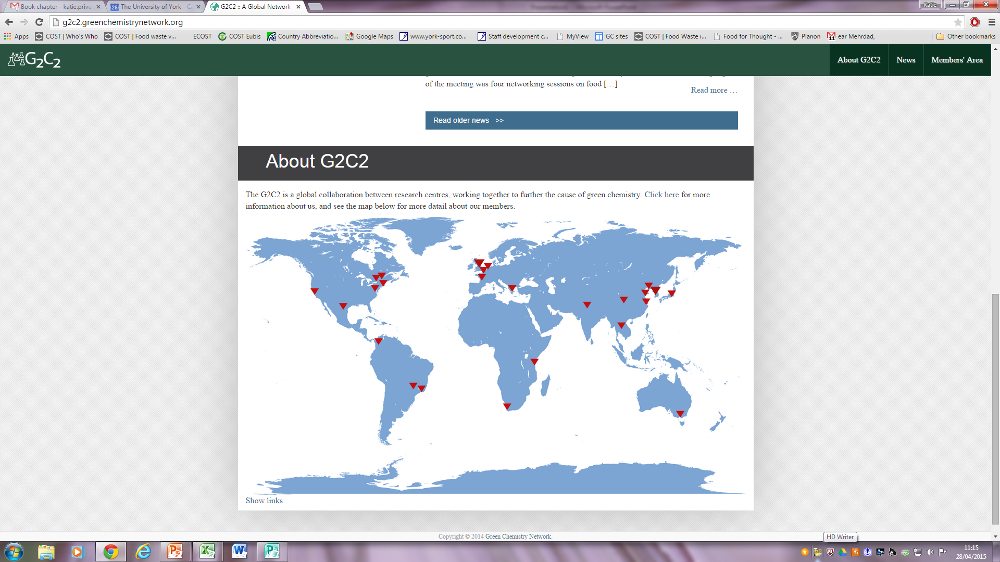 Book chapter - katie.prive
28 The University of York - C
G2C2 :: A Global Network
Katie
g2c2.greenchemistrynetwork.org
Apps COST | Who's Who COST | Food waste v... ECOST COST Eubis Country Abbreviatio... Google Maps www.york-sport.co... Staff development c... MyView GC sites COST | Food Waste i... Food for Thought - ... Planon 11 ear Mehrdad, Other bookmarks
G2C2
About G2C2 News Members' Area
of the meeting was four networking sessions on food […]
Read more …
Read older news >>
About G2C2
The G2C2 is a global collaboration between research centres, working together to further the cause of green chemistry. Click here for more
information about us, and see the map below for more datail about our members.
Show links
Copyright © 2014 Green Chemistry Network.
HD Writer
11:15
28/04/2015